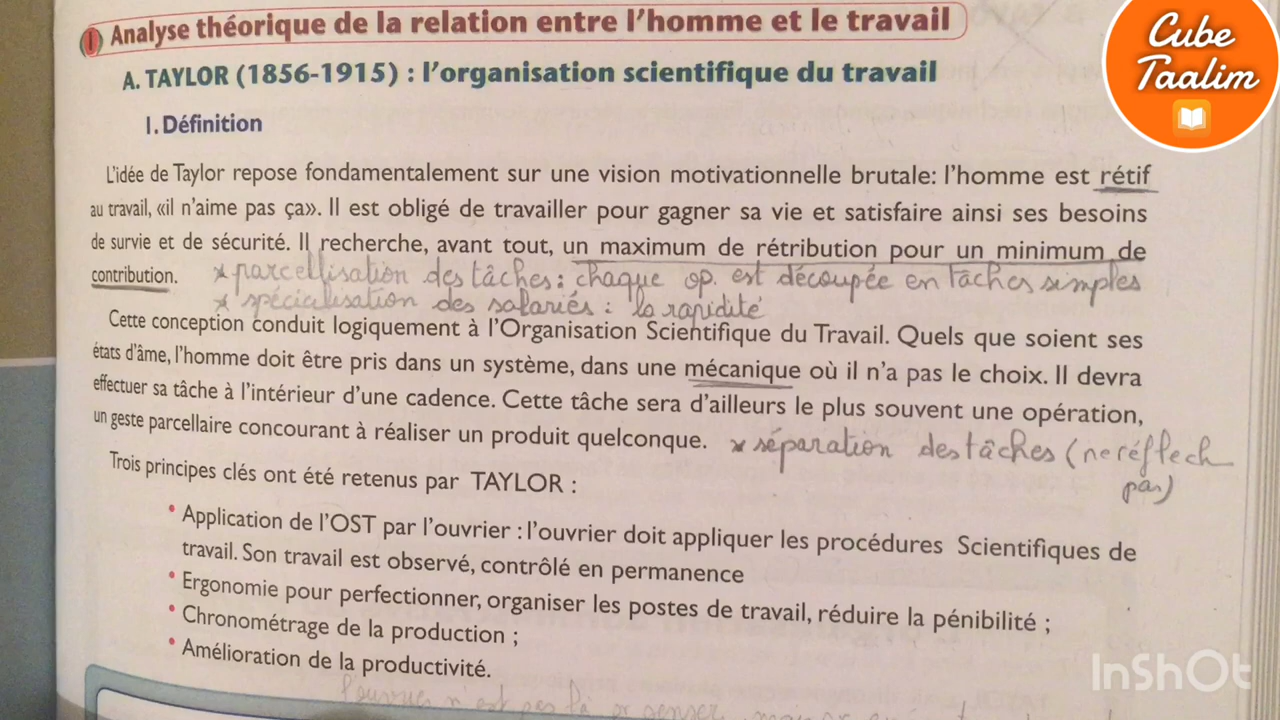 I Analyse théorique de la relation entre l'homme et le travail
Cube
Taalim
A. TAYLOR (1856-1915) : l'organisation scientifique du travail
I. Définition
L'idée de Taylor repose fondamentalement sur une vision motivationnelle brutale: l'homme est rétif
au travail, «il n'aime pas ça». Il est obligé de travailler pour gagner sa vie et satisfaire ainsi ses besoins
de survie et de sécurité. Il recherche, avant tout, un maximum de rétribution pour un minimum de
contribution. * parcellisation des tâches : chaque op. est découpée en tâches simples
* spécialisation des salariés : la rapidité
Cette conception conduit logiquement à l'Organisation Scientifique du Travail. Quels que soient ses
états d'âme, l'homme doit être pris dans un système, dans une mécanique où il n'a pas le choix. Il devra
effectuer sa tâche à l'intérieur d'une cadence. Cette tâche sera d'ailleurs le plus souvent une opération,
un geste parcellaire concourant à réaliser un produit quelconque. * séparation des tâches (ne réflech
pas)
Trois principes clés ont été retenus par TAYLOR :
• Application de l'OST par l'ouvrier : l'ouvrier doit appliquer les procédures Scientifiques de
travail. Son travail est observé, contrôlé en permanence
• Ergonomie pour perfectionner, organiser les postes de travail, réduire la pénibilité ;
• Chronométrage de la production ;
• Amélioration de la productivité.
l'ouvrier n'est pas là
InShOt